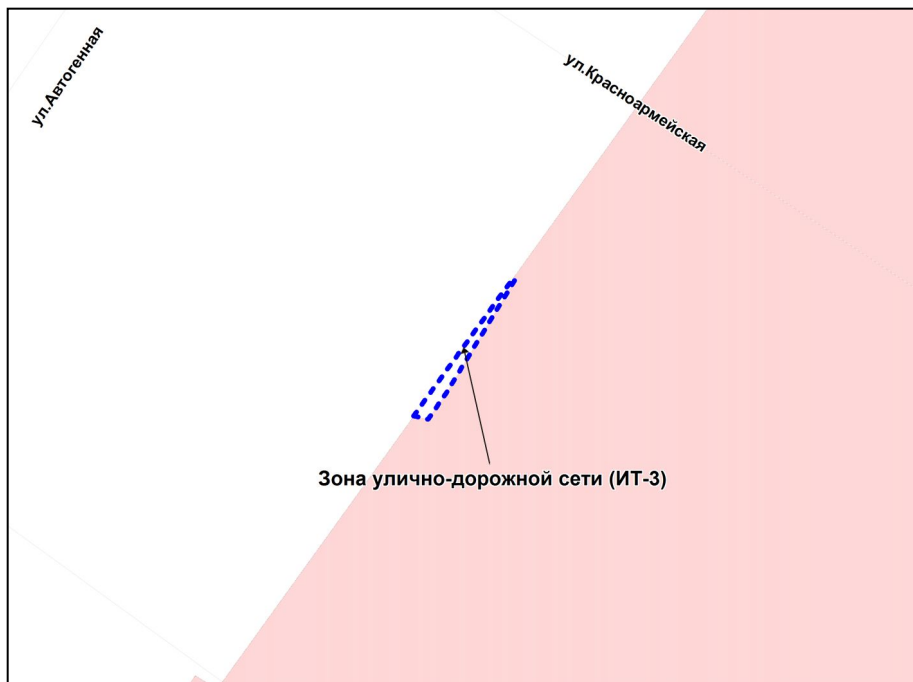 ул.Автогенная
ул.Красноармейская
Зона улично-дорожной сети (ИТ-3)